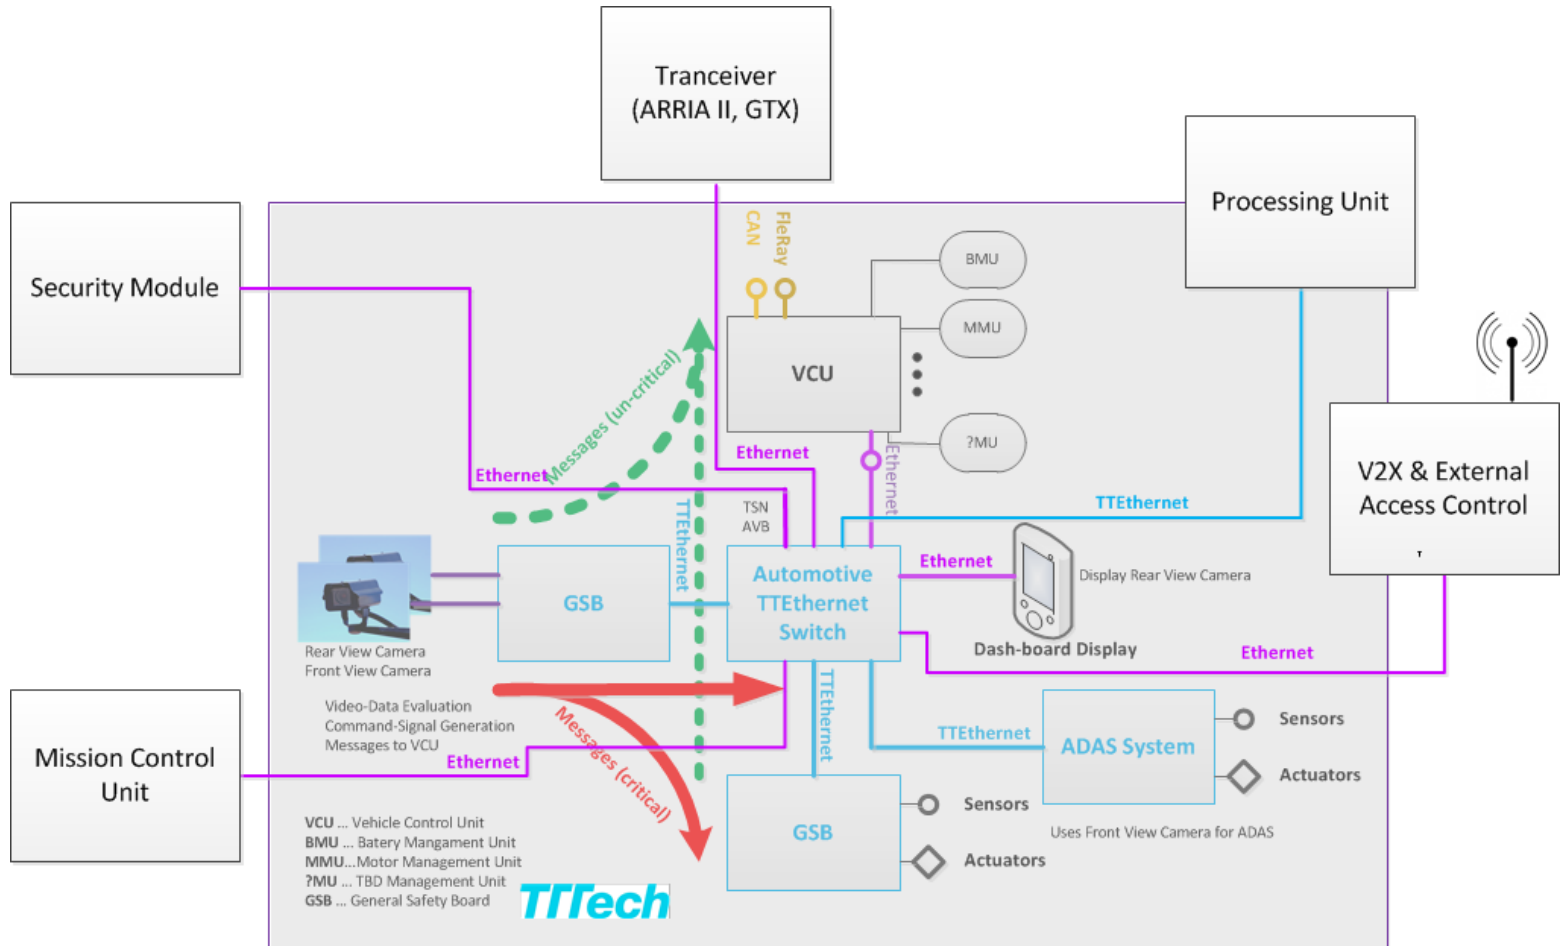 Tranceiver
(ARRIA II, GTX)
Processing Unit
Security Module
CAN
FleRay
BMU
MMU
VCU
?MU
Messages (un-critical)
Ethernet
Ethernet
Ethernet
V2X & External
Access Control
TTEthernet
TSN
AVB
TTEthernet
Automotive
TTEthernet
Switch
GSB
Ethernet
Display Rear View Camera
Dash-board Display
Ethernet
Rear View Camera
Front View Camera
Video-Data Evaluation
Command-Signal Generation
Messages to VCU
Messages (critical)
TTEthernet
TTEthernet
ADAS System
Sensors
Actuators
Mission Control
Unit
Ethernet
Sensors
GSB
Actuators
Uses Front View Camera for ADAS
VCU ... Vehicle Control Unit
BMU ... Batery Mangament Unit
MMU...Motor Management Unit
?MU ... TBD Management Unit
GSB ... General Safety Board
TTTech